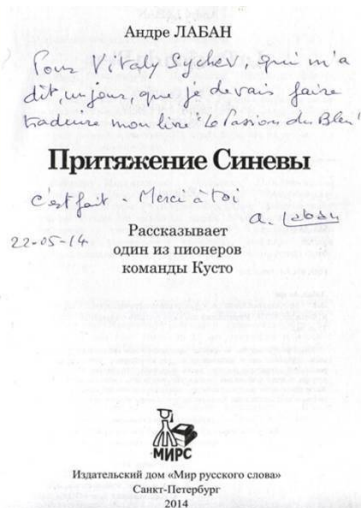 Андре ЛАБАН
Pour Vitaly Sychev, qui m'a
dit, un jour, que je devais faire
traduire mon livre "La Passion du Bleu"
Притяжение Синевы
c'est fait - Merci à toi
A. Laban
22-05-14
Рассказывает
один из пионеров
команды Кусто
МИРС
Издательский дом «Мир русского слова»
Санкт-Петербург
2014